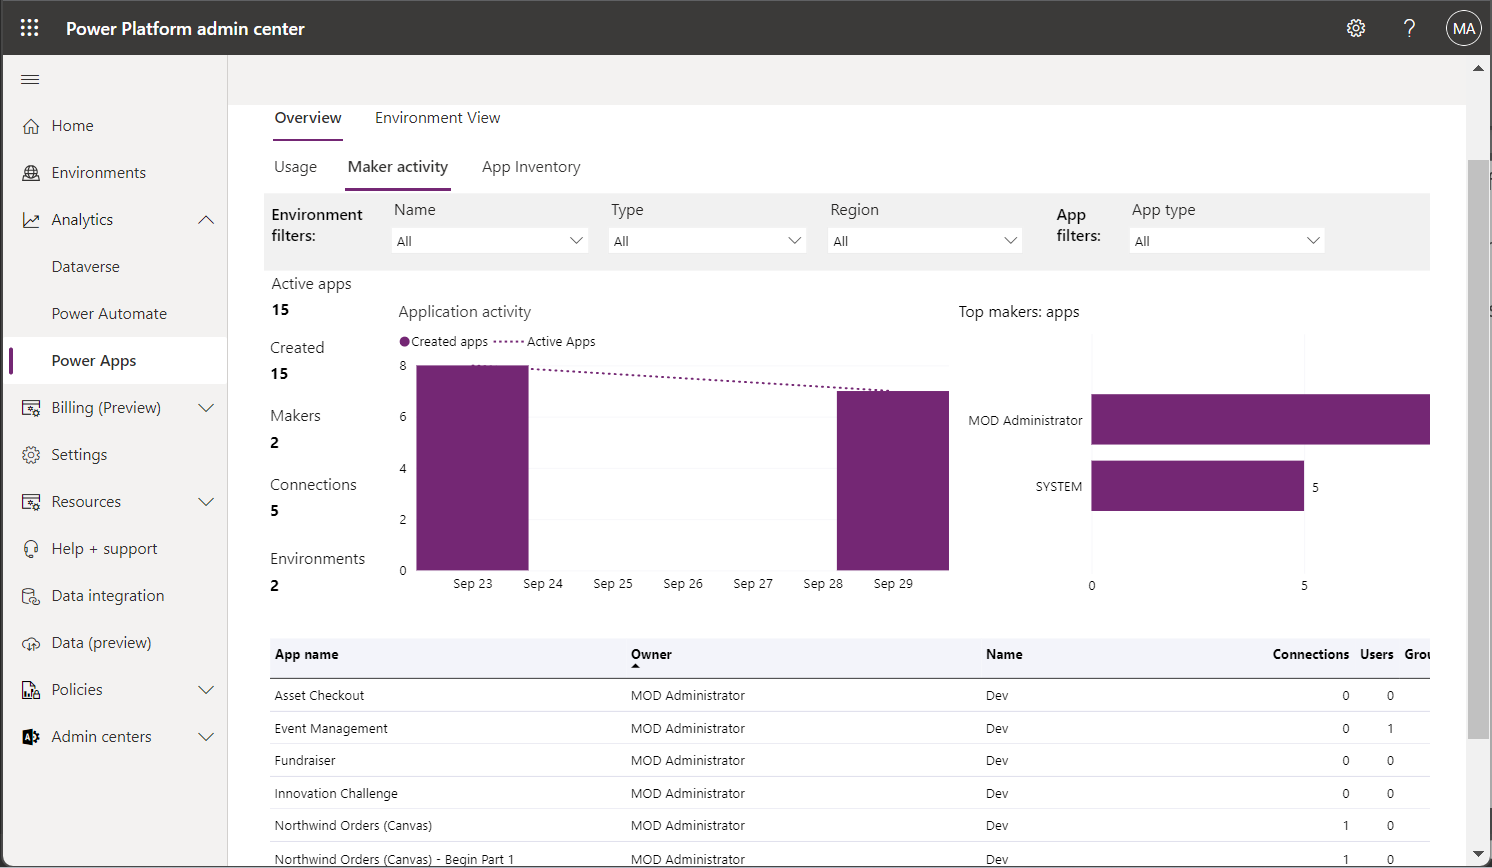 Power Platform admin center
?
MA
Home
Environments
Analytics
Dataverse
Power Automate
Power Apps
Billing (Preview)
Settings
Resources
Help + support
Data integration
Data (preview)
Policies
Admin centers
Overview
Environment View
Usage
Maker activity
App Inventory
Environment filters:
Name
All
Type
All
Region
All
App filters:
App type
All
Active apps
15
Created
15
Makers
2
Connections
5
Environments
2
Application activity
Created apps
Active Apps
8
6
4
2
0
Sep 23 Sep 24 Sep 25 Sep 26 Sep 27 Sep 28 Sep 29
Top makers: apps
MOD Administrator
SYSTEM
5
0 5
App name Owner Name Connections Users
Asset Checkout MOD Administrator Dev 0 0
Event Management MOD Administrator Dev 0 1
Fundraiser MOD Administrator Dev 0 0
Innovation Challenge MOD Administrator Dev 0 0
Northwind Orders (Canvas) MOD Administrator Dev 1 0
Northwind Orders (Canvas) - Begin Part 1 MOD Administrator Dev 1 0